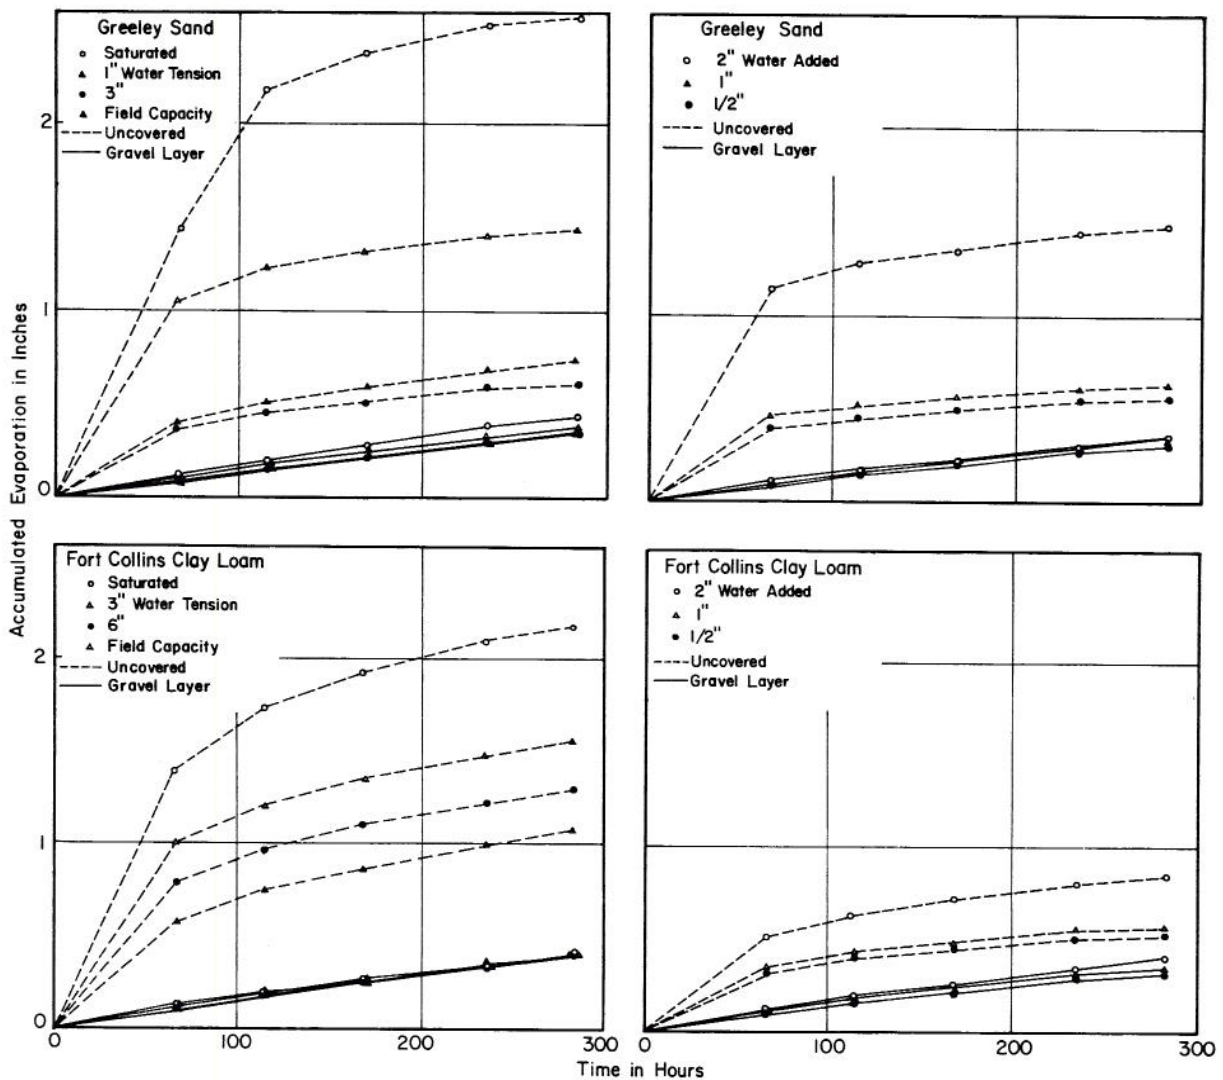 Greeley Sand
Saturated
1" Water Tension
3"
Field Capacity
Uncovered
Gravel Layer
2
1
0
Greeley Sand
2" Water Added
1"
1/2"
Uncovered
Gravel Layer
Accumulated Evaporation in Inches
Fort Collins Clay Loam
Saturated
3" Water Tension
6"
Field Capacity
Uncovered
Gravel Layer
2
1
0
0
100
200
300
Fort Collins Clay Loam
2" Water Added
1"
1/2"
Uncovered
Gravel Layer
0
100
200
300
Time in Hours